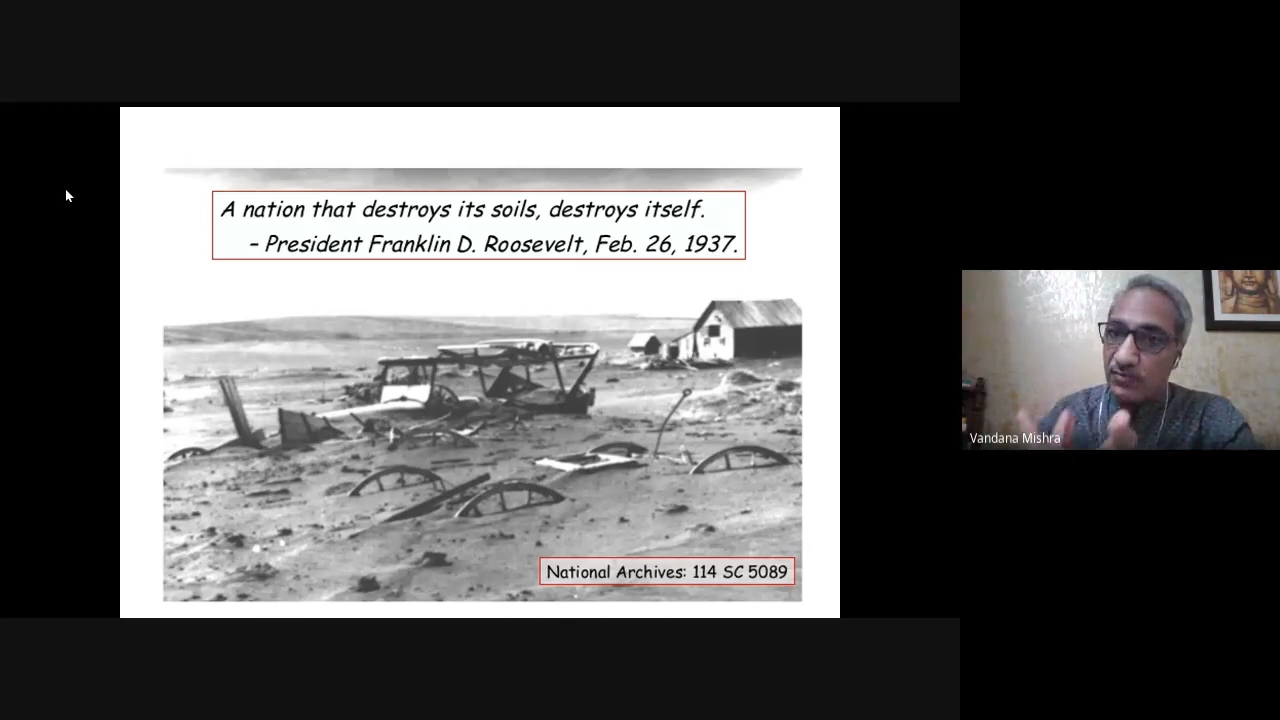 A nation that destroys its soils, destroys itself.
– President Franklin D. Roosevelt, Feb. 26, 1937.
National Archives: 114 SC 5089
Vandana Mishra